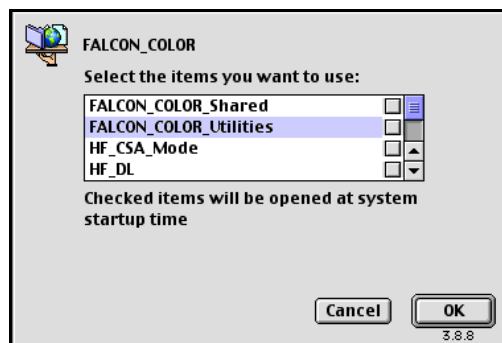 FALCON_COLOR
Select the items you want to use:
FALCON_COLOR_Shared
FALCON_COLOR_Utilities
HF_CSA_Mode
HF_DL
Checked items will be opened at system
startup time
Cancel
OK
3.8.8